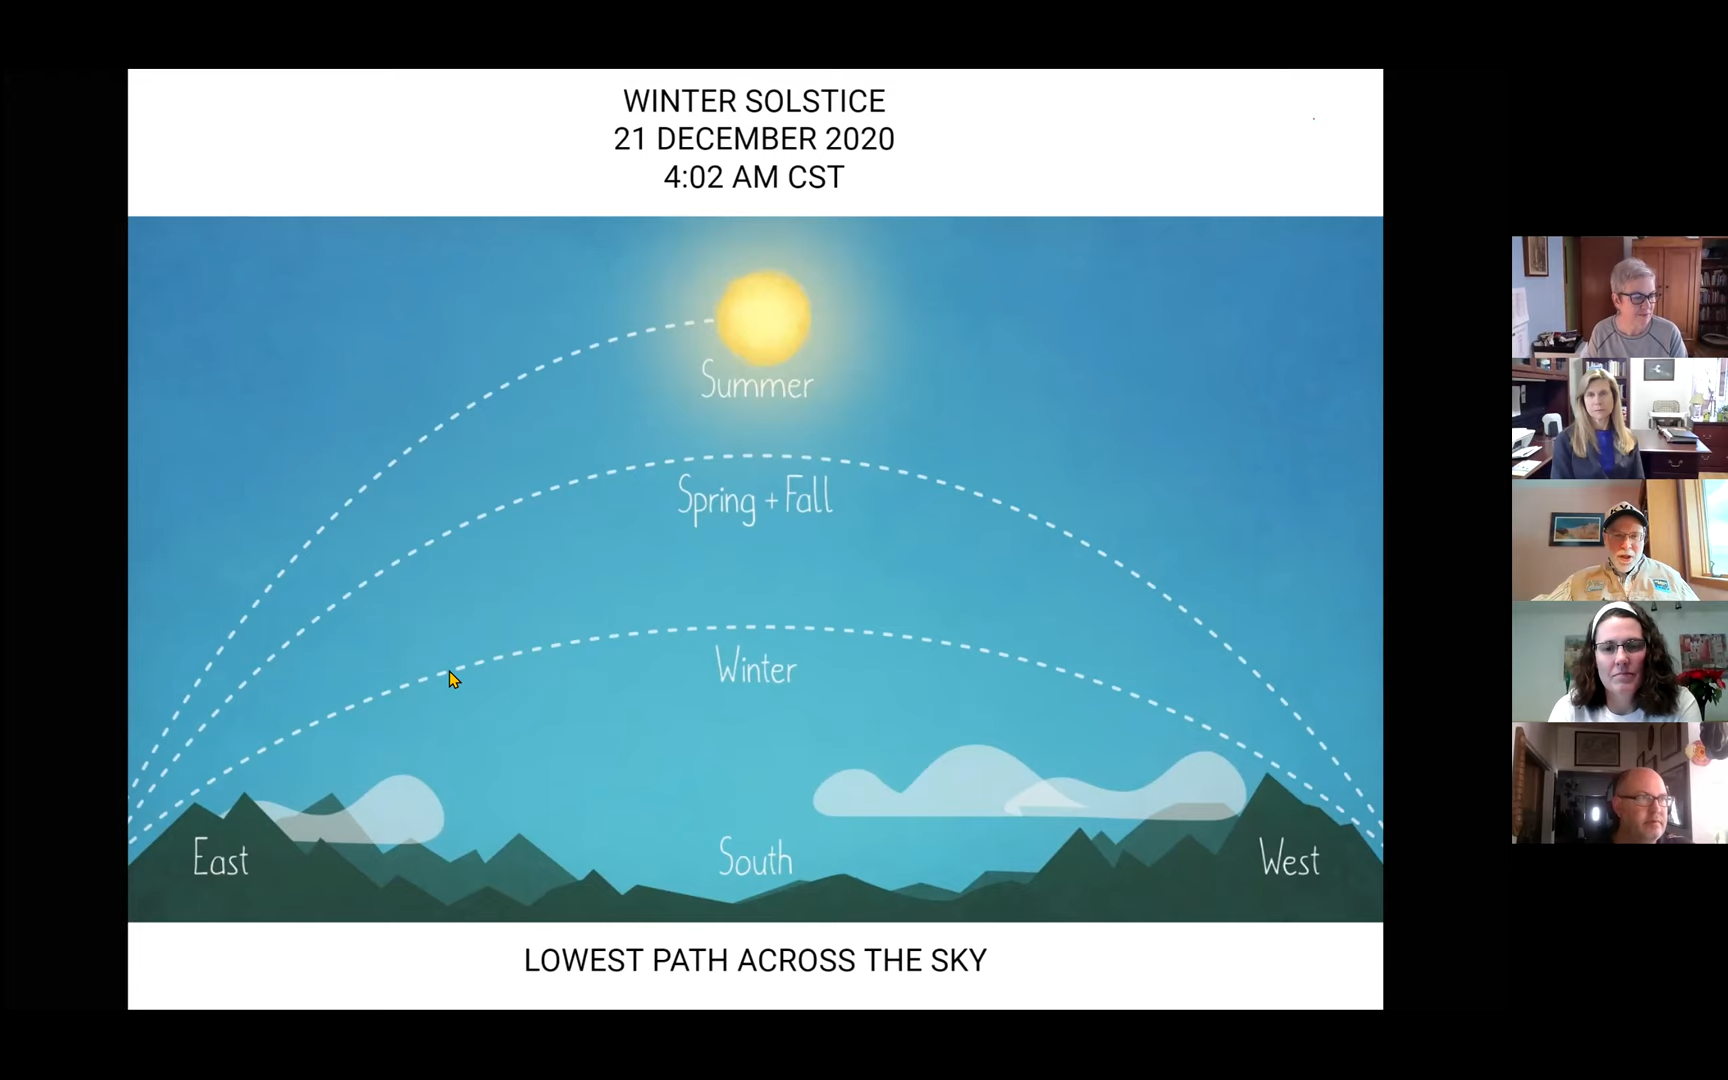 WINTER SOLSTICE
21 DECEMBER 2020
4:02 AM CST
Summer
Spring + Fall
Winter
East
South
West
LOWEST PATH ACROSS THE SKY